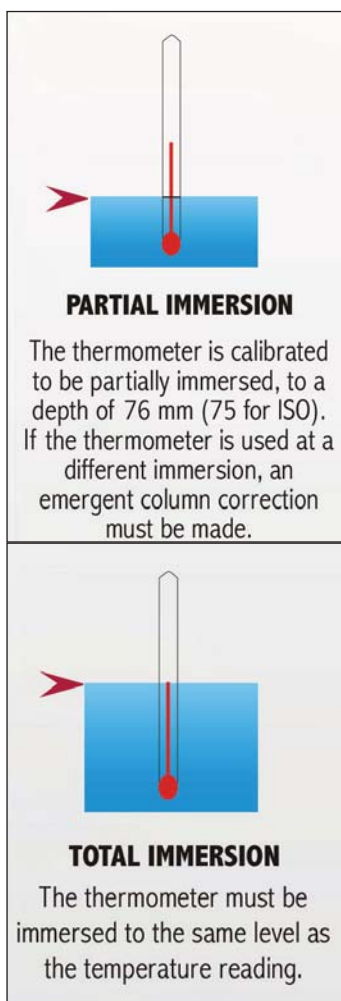 PARTIAL IMMERSION
The thermometer is calibrated
to be partially immersed, to a
depth of 76 mm (75 for ISO).
If the thermometer is used at a
different immersion, an
emergent column correction
must be made.
TOTAL IMMERSION
The thermometer must be
immersed to the same level as
the temperature reading.